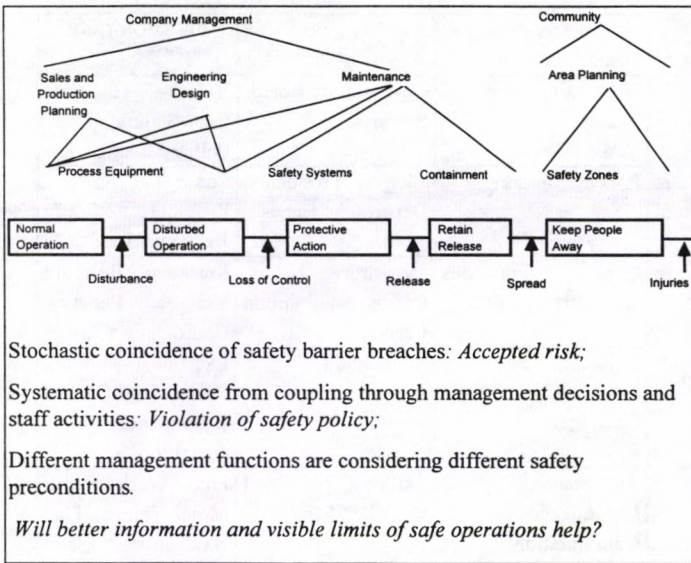 Company Management
Community
Sales and
Production
Planning
Engineering
Design
Maintenance
Area Planning
Process Equipment
Safety Systems
Containment
Safety Zones
Normal
Operation
Disturbed
Operation
Protective
Action
Retain
Release
Keep People
Away
Disturbance
Loss of Control
Release
Spread
Injuries
Stochastic coincidence of safety barrier breaches: Accepted risk;
Systematic coincidence from coupling through management decisions and
staff activities: Violation of safety policy;
Different management functions are considering different safety
preconditions.
Will better information and visible limits of safe operations help?